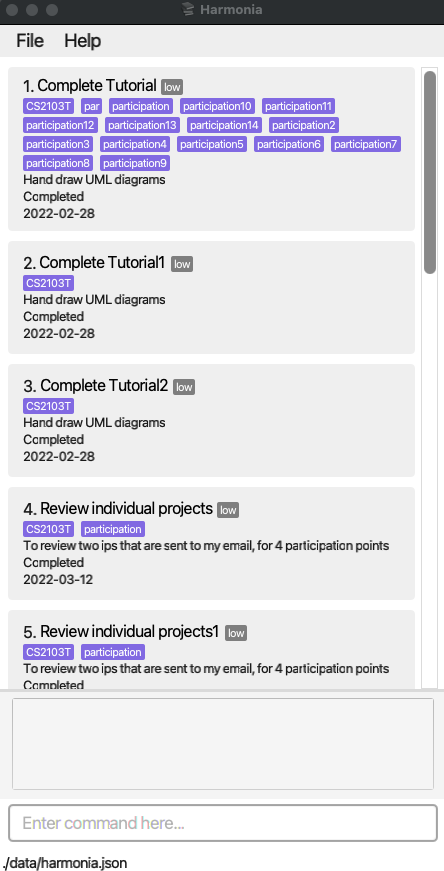 Harmonia
File Help
1. Complete Tutorial low
CS2103T par participation participation10 participation11
participation12 participation13 participation14 participation2
participation3 participation4 participation5 participation6 participation7
participation8 participation9
Hand draw UML diagrams
Completed
2022-02-28
2. Complete Tutorial1 low
CS2103T
Hand draw UML diagrams
Completed
2022-02-28
3. Complete Tutorial2 low
CS2103T
Hand draw UML diagrams
Completed
2022-02-28
4. Review individual projects low
CS2103T participation
To review two ips that are sent to my email, for 4 participation points
Completed
2022-03-12
5. Review individual projects1 low
CS2103T participation
To review two ips that are sent to my email, for 4 participation points
Completed
Enter command here...
./data/harmonia.json